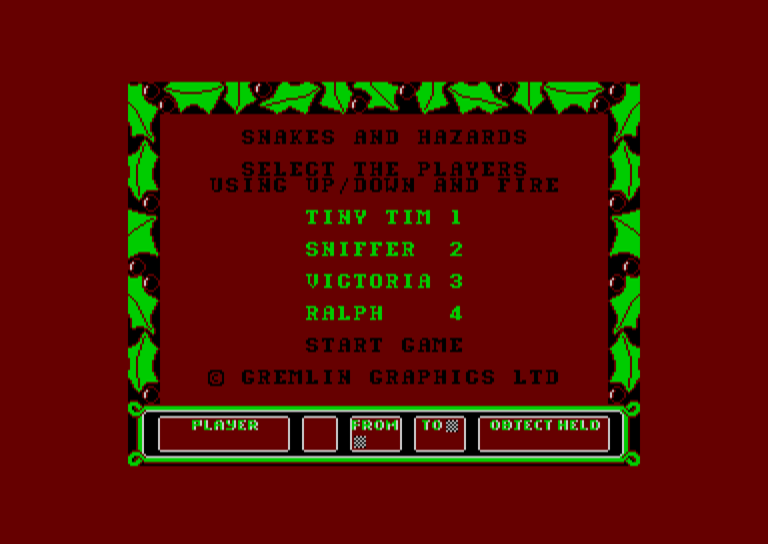 SNAKES AND HAZARDS
SELECT THE PLAYERS
USING UP/DOWN AND FIRE
TINY TIM 1
SNIFFER 2
VICTORIA 3
RALPH 4
START GAME
© GREMLIN GRAPHICS LTD
PLAYER FROM TO OBJECT HELD